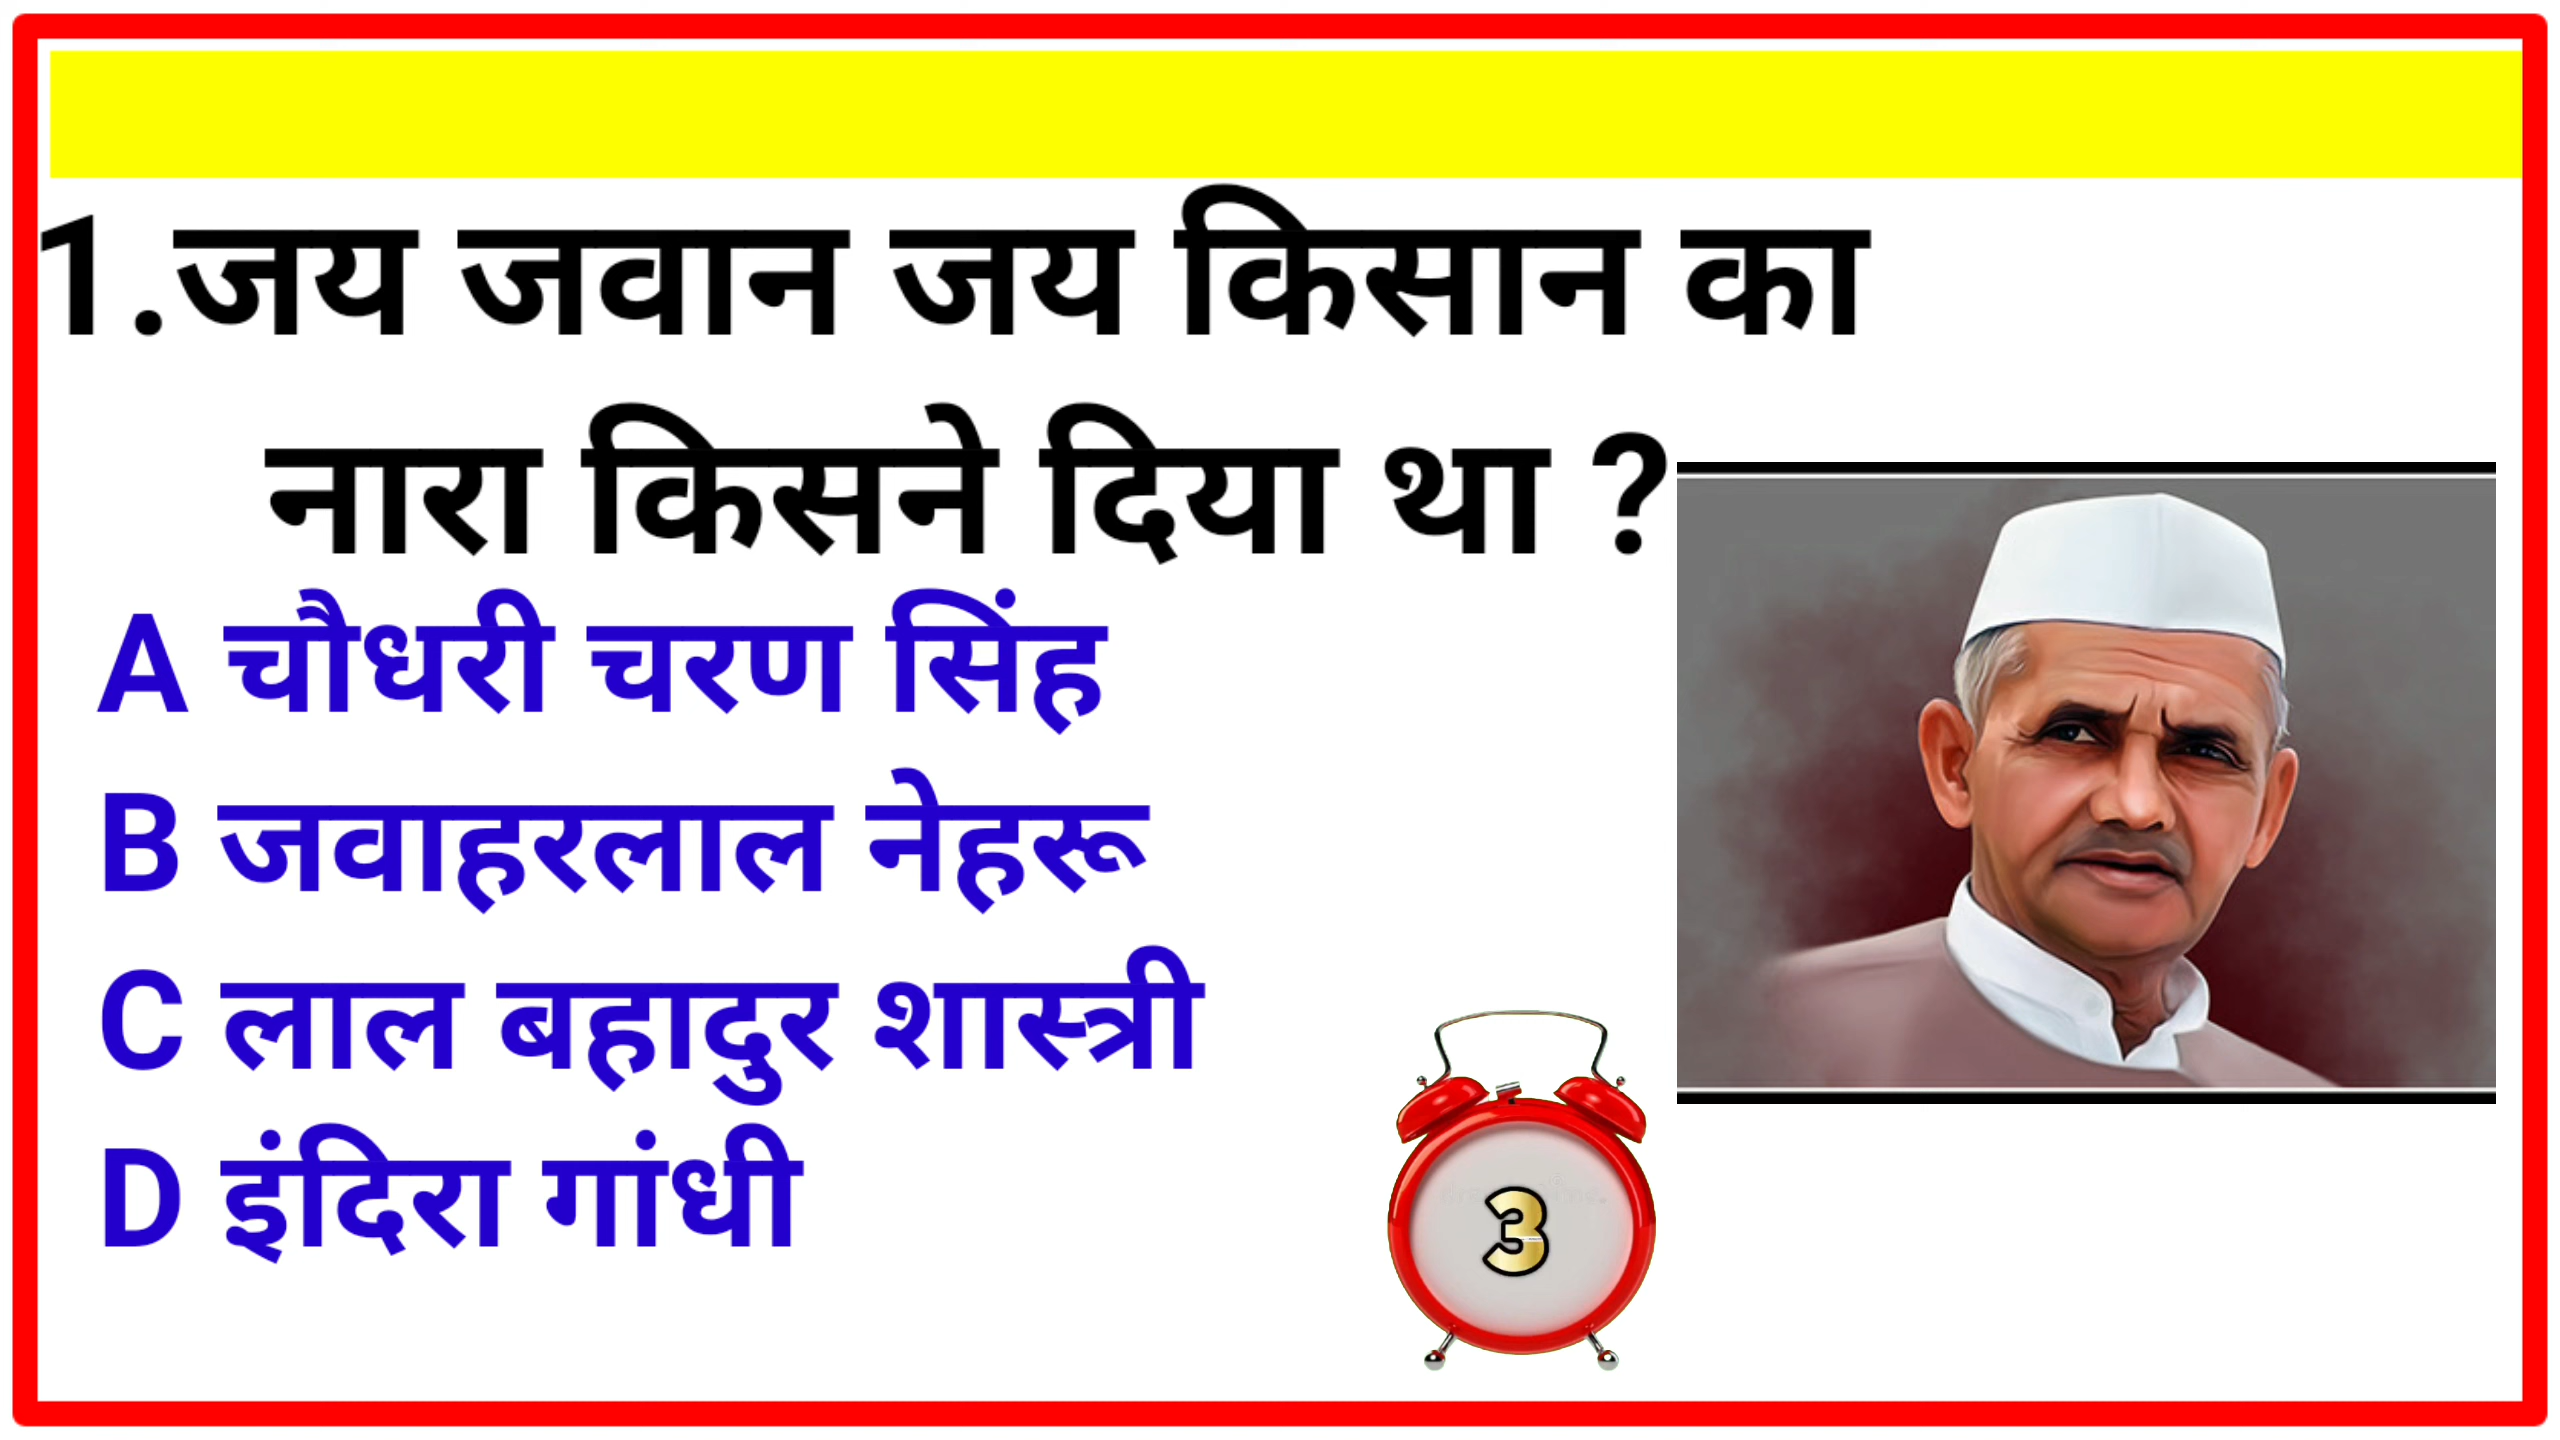 1.जय जवान जय किसान का
नारा किसने दिया था ?
A चौधरी चरण सिंह
B जवाहरलाल नेहरू
C लाल बहादुर शास्त्री
D इंदिरा गांधी
3